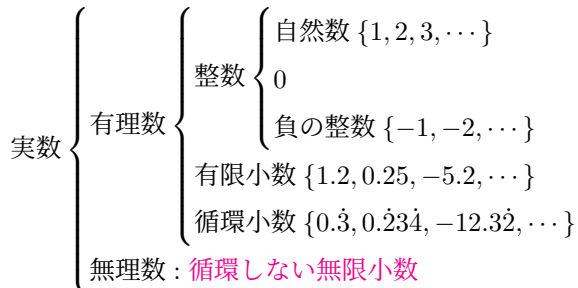 自然数 {1, 2, 3, ⋯}
整数 0
有理数 負の整数 {−1, −2, ⋯}
実数 有限小数 {1.2, 0.25, −5.2, ⋯}
循環小数 {0.3̇, 0.2̇34̇, −12.32̇, ⋯}
無理数 : 循環しない無限小数